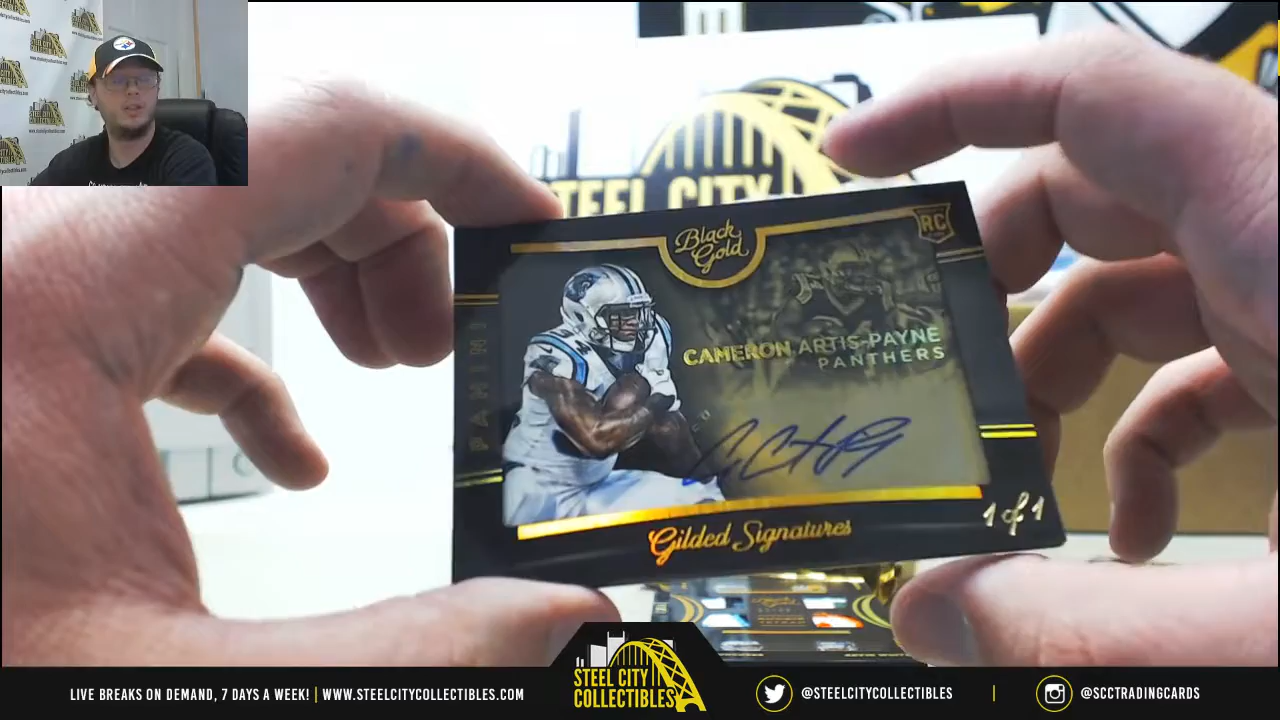 STEEL CITY
Black
Gold
RC
PANINI
CAMERON ARTIS-PAYNE
PANTHERS
Gilded Signatures
1 of 1
LIVE BREAKS ON DEMAND, 7 DAYS A WEEK! | WWW.STEELCITYCOLLECTIBLES.COM
STEEL CITY
COLLECTIBLES
@STEELCITYCOLLECTIBLES
@SCCTRADINGCARDS